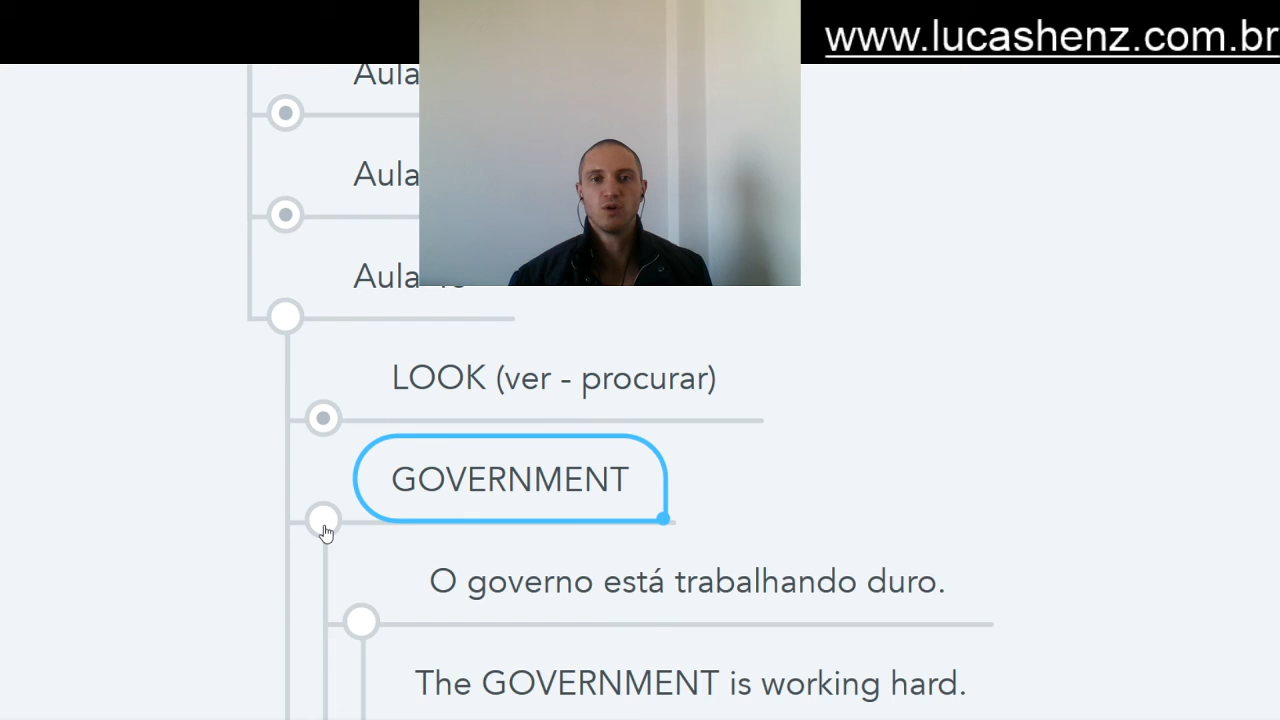 www.lucashenz.com.br
Aula
Aula
Aula
LOOK (ver - procurar)
GOVERNMENT
O governo está trabalhando duro.
The GOVERNMENT is working hard.